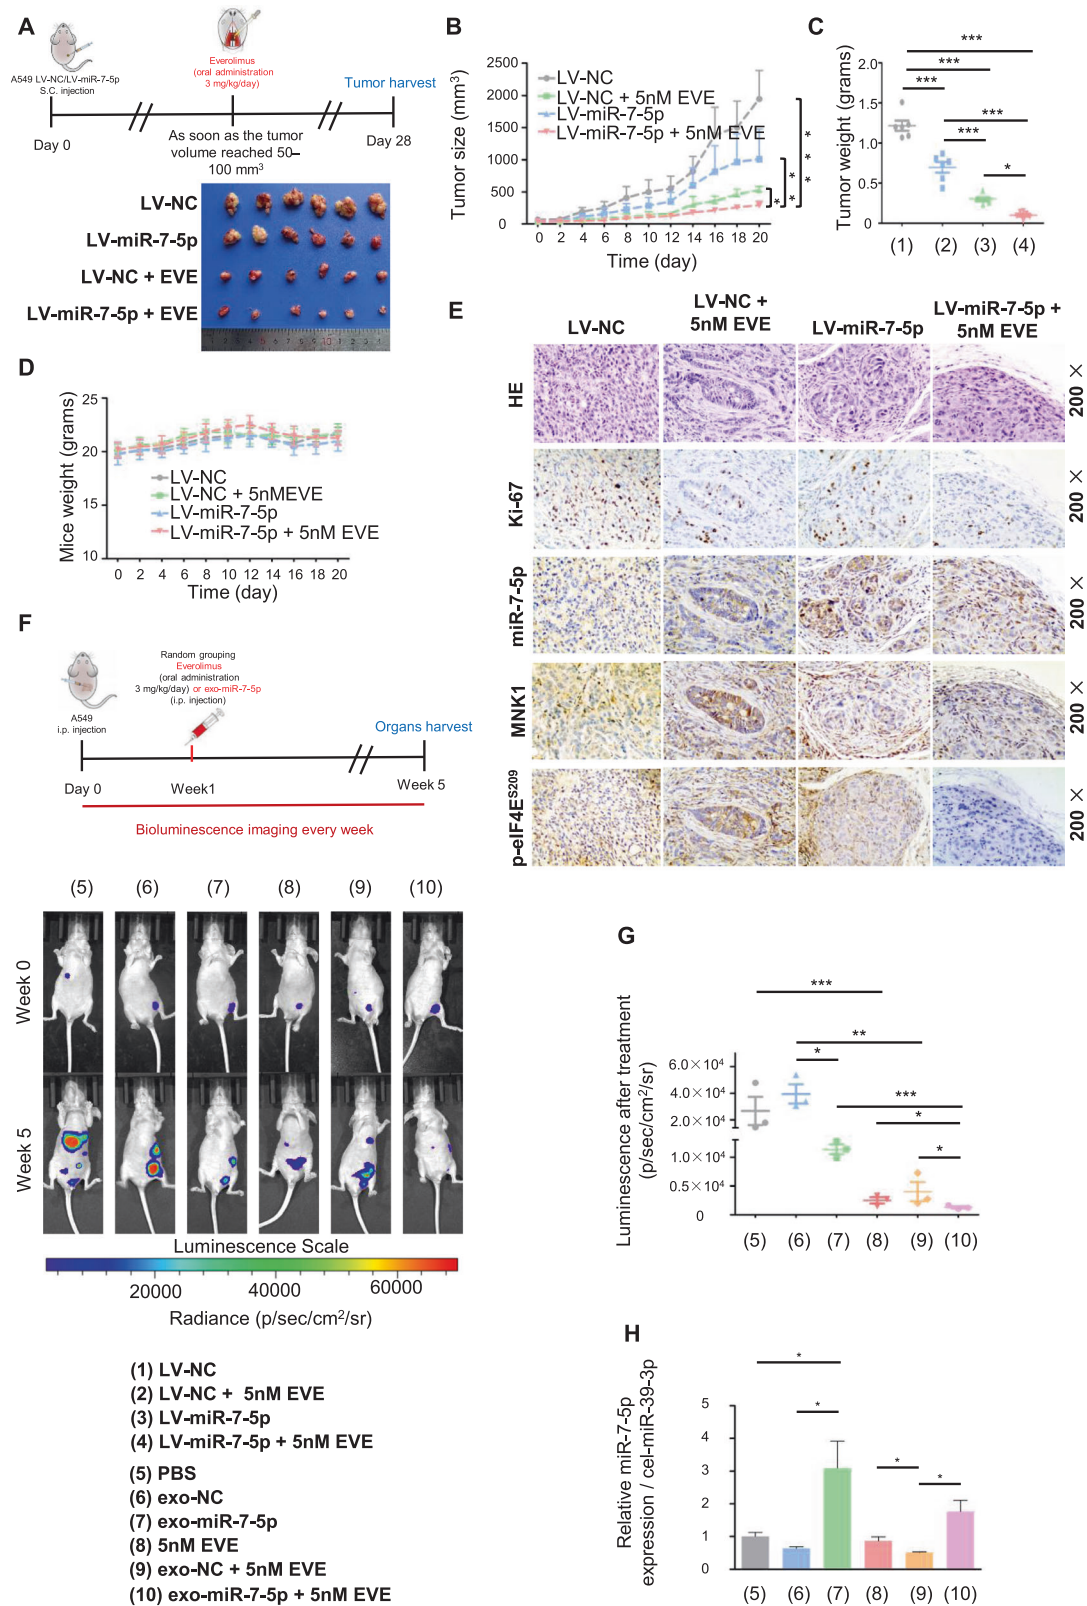 A
A549 LV-NC/LV-miR-7-5p
S.C. injection
Everolimus
(oral administration
3 mg/kg/day)
Tumor harvest
Day 0
As soon as the tumor
volume reached 50–
100 mm³
Day 28
LV-NC
LV-miR-7-5p
LV-NC + EVE
LV-miR-7-5p + EVE
B
Tumor size (mm³)
2500
2000
1500
1000
500
0
LV-NC
LV-NC + 5nM EVE
LV-miR-7-5p
LV-miR-7-5p + 5nM EVE
* * *
* *
*
0 2 4 6 8 10 12 14 16 18 20
Time (day)
C
Tumor weight (grams)
2.0
1.5
1.0
0.5
0.0
***
***
***
***
***
*
(1) (2) (3) (4)
D
Mice weight (grams)
25
20
15
10
LV-NC
LV-NC + 5nMEVE
LV-miR-7-5p
LV-miR-7-5p + 5nM EVE
0 2 4 6 8 10 12 14 16 18 20
Time (day)
E
LV-NC
LV-NC +
5nM EVE
LV-miR-7-5p
LV-miR-7-5p +
5nM EVE
HE
200 ×
Ki-67
200 ×
miR-7-5p
200 ×
MNK1
200 ×
p-eIF4E^S209
200 ×
F
A549
i.p. injection
Random grouping
Everolimus
(oral administration
3 mg/kg/day) or exo-miR-7-5p
(i.p. injection)
Organs harvest
Day 0
Week1
Week 5
Bioluminescence imaging every week
(5) (6) (7) (8) (9) (10)
Week 0
Week 5
Luminescence Scale
20000 40000 60000
Radiance (p/sec/cm²/sr)
(1) LV-NC
(2) LV-NC + 5nM EVE
(3) LV-miR-7-5p
(4) LV-miR-7-5p + 5nM EVE
(5) PBS
(6) exo-NC
(7) exo-miR-7-5p
(8) 5nM EVE
(9) exo-NC + 5nM EVE
(10) exo-miR-7-5p + 5nM EVE
G
Luminescence after treatment
(p/sec/cm²/sr)
6.0×10⁴
4.0×10⁴
2.0×10⁴
1.0×10⁴
0.5×10⁴
0
***
**
*
***
*
*
(5) (6) (7) (8) (9) (10)
H
Relative miR-7-5p
expression / cel-miR-39-3p
5
4
3
2
1
0
*
*
*
*
(5) (6) (7) (8) (9) (10)